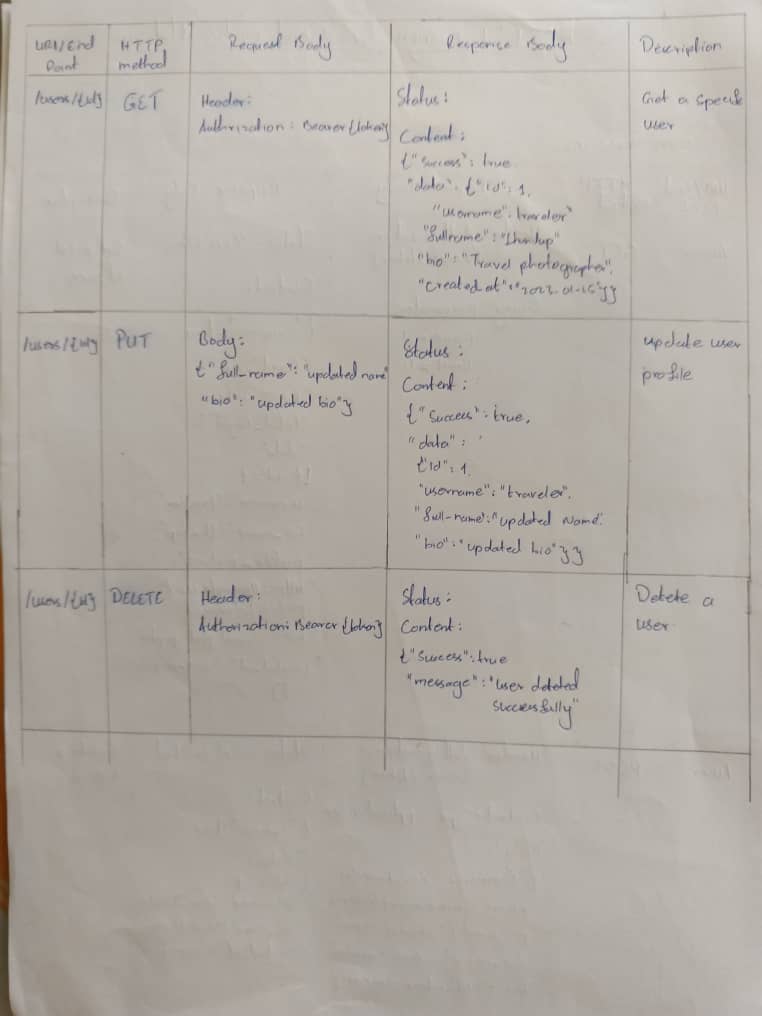 URI/End Point
HTTP method
Request Body
Response Body
Description
/users/{id}
GET
Header:
Authrization: Bearer {token}
Status:
Content:
{"success": true
"data": {"id": 1,
"username": traveler"
"fullname":
"bio": "Travel photographer".
"created at": "2023-01-15"}}
Get a specific
user
/users/{id}
PUT
Body:
{"full-name": "updated name"
"bio": "updated bio"}
Status:
Content:
{"success": true,
"data":
{"id": 1,
"username": "traveler".
"full-name": "updated Name".
"bio": "updated bio"}}
update user
profile
/users/{id}
DELETE
Header:
Authorization: Bearer {token}
Status:
Content:
{"success": true
"message": "user deleted
successfully"
Delete a
user